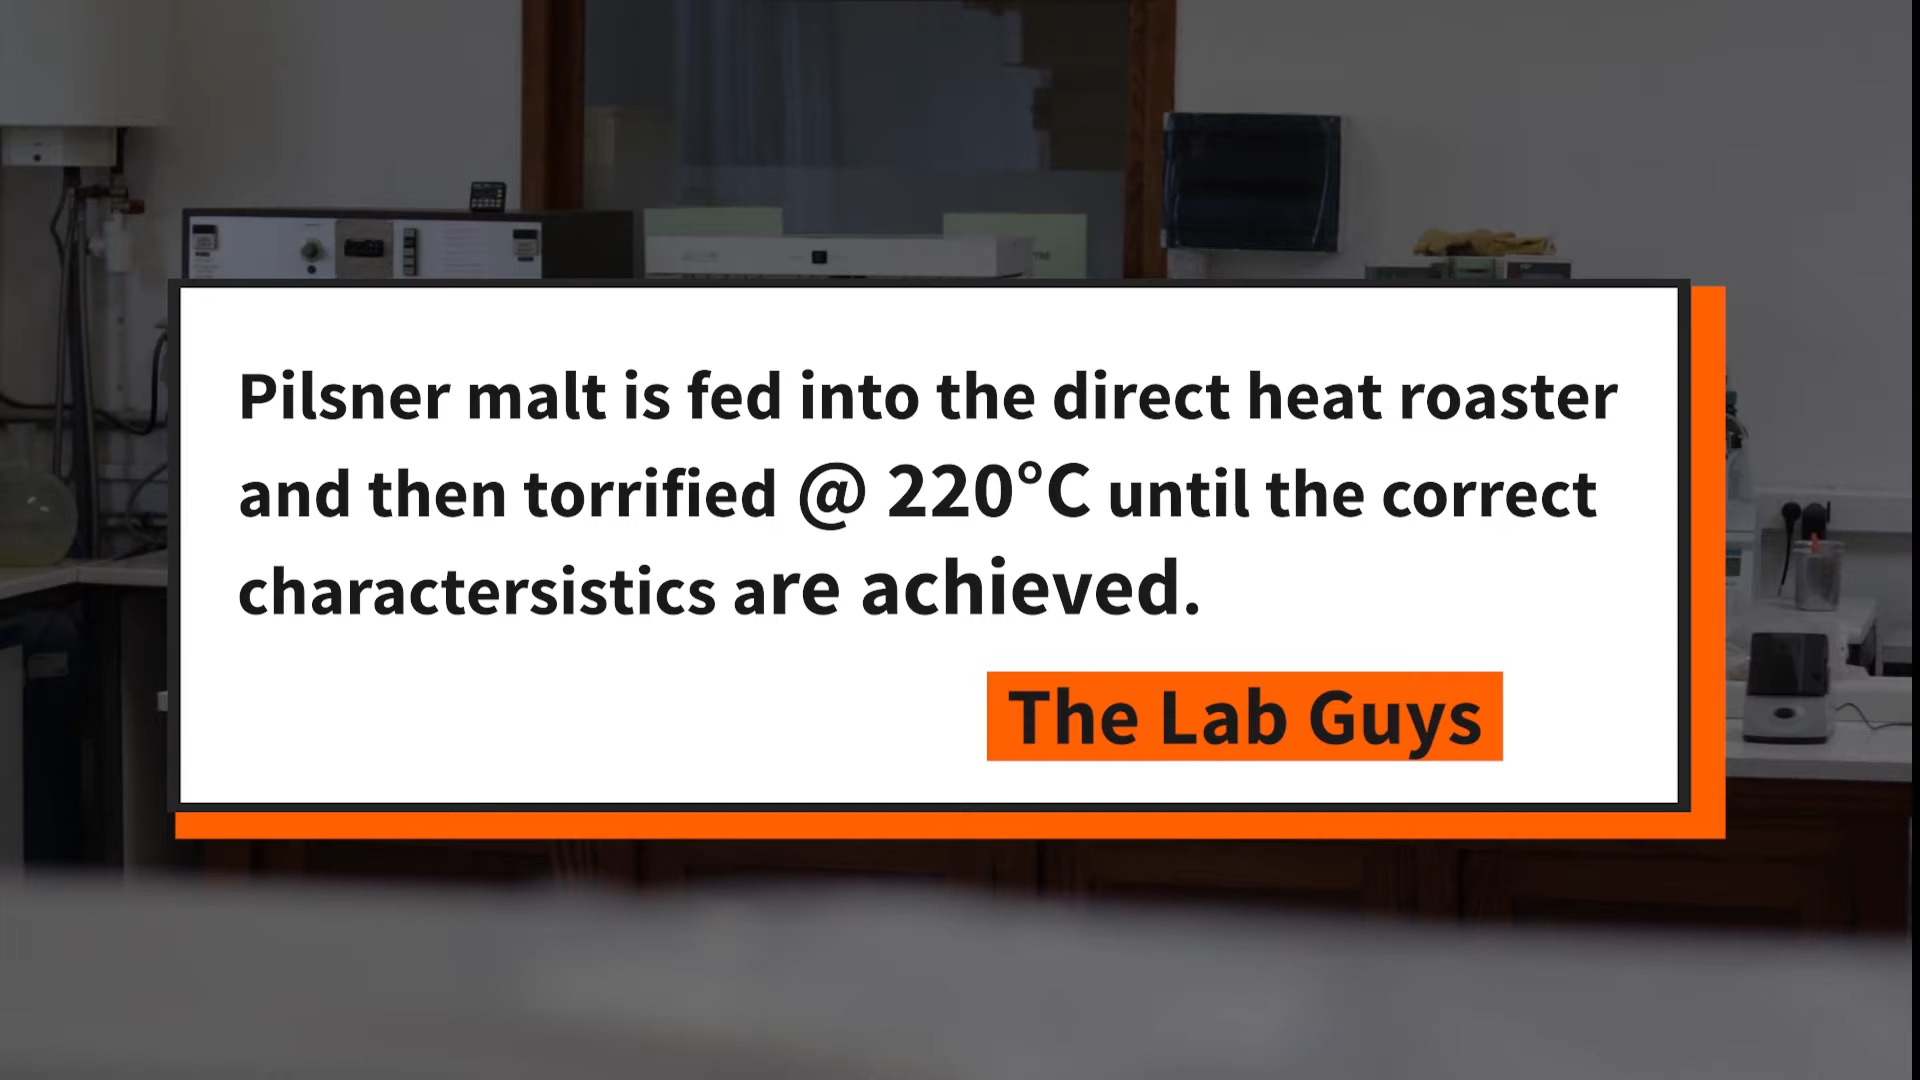 Pilsner malt is fed into the direct heat roaster
and then torrified @ 220°C until the correct
charactersistics are achieved.
The Lab Guys